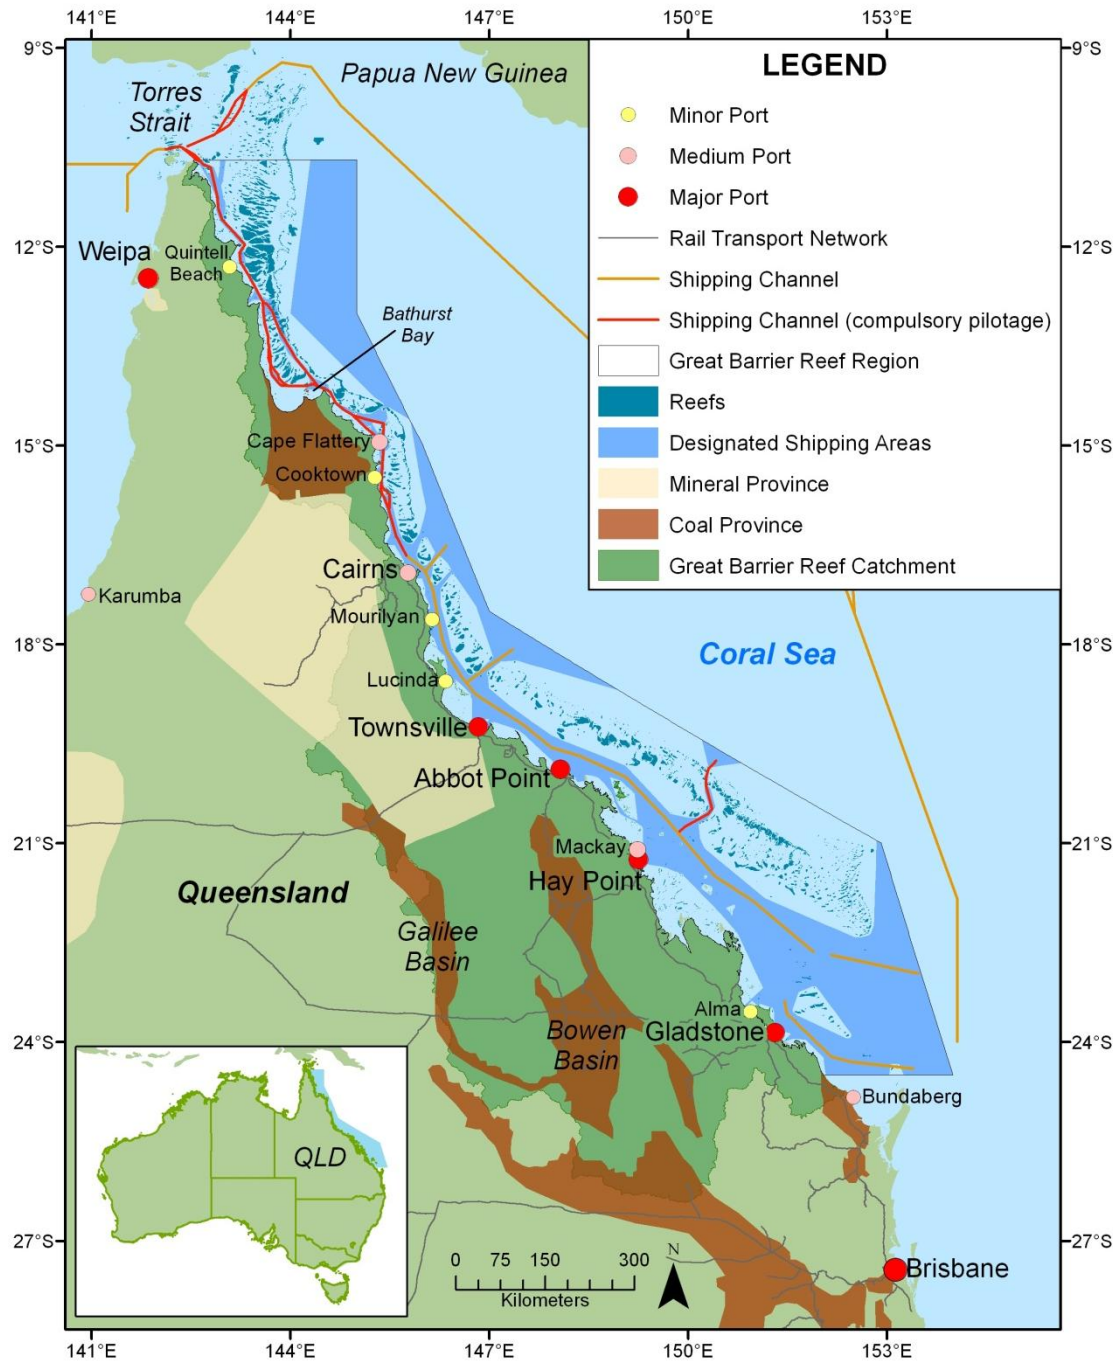 141°E 144°E 147°E 150°E 153°E
9°S 9°S
Papua New Guinea
Torres
Strait
LEGEND
Minor Port
Medium Port
Major Port
Rail Transport Network
Shipping Channel
Shipping Channel (compulsory pilotage)
Great Barrier Reef Region
Reefs
Designated Shipping Areas
Mineral Province
Coal Province
Great Barrier Reef Catchment
12°S 12°S
Weipa
Quintell
Beach
Bathurst
Bay
15°S 15°S
Cape Flattery
Cooktown
Cairns
Karumba
Mourilyan
18°S 18°S
Coral Sea
Lucinda
Townsville
Abbot Point
21°S 21°S
Mackay
Hay Point
Queensland
Galilee
Basin
Alma
Gladstone
Bowen
Basin
24°S 24°S
Bundaberg
QLD
27°S 27°S
Brisbane
0 75 150 300
Kilometers
N
141°E 144°E 147°E 150°E 153°E